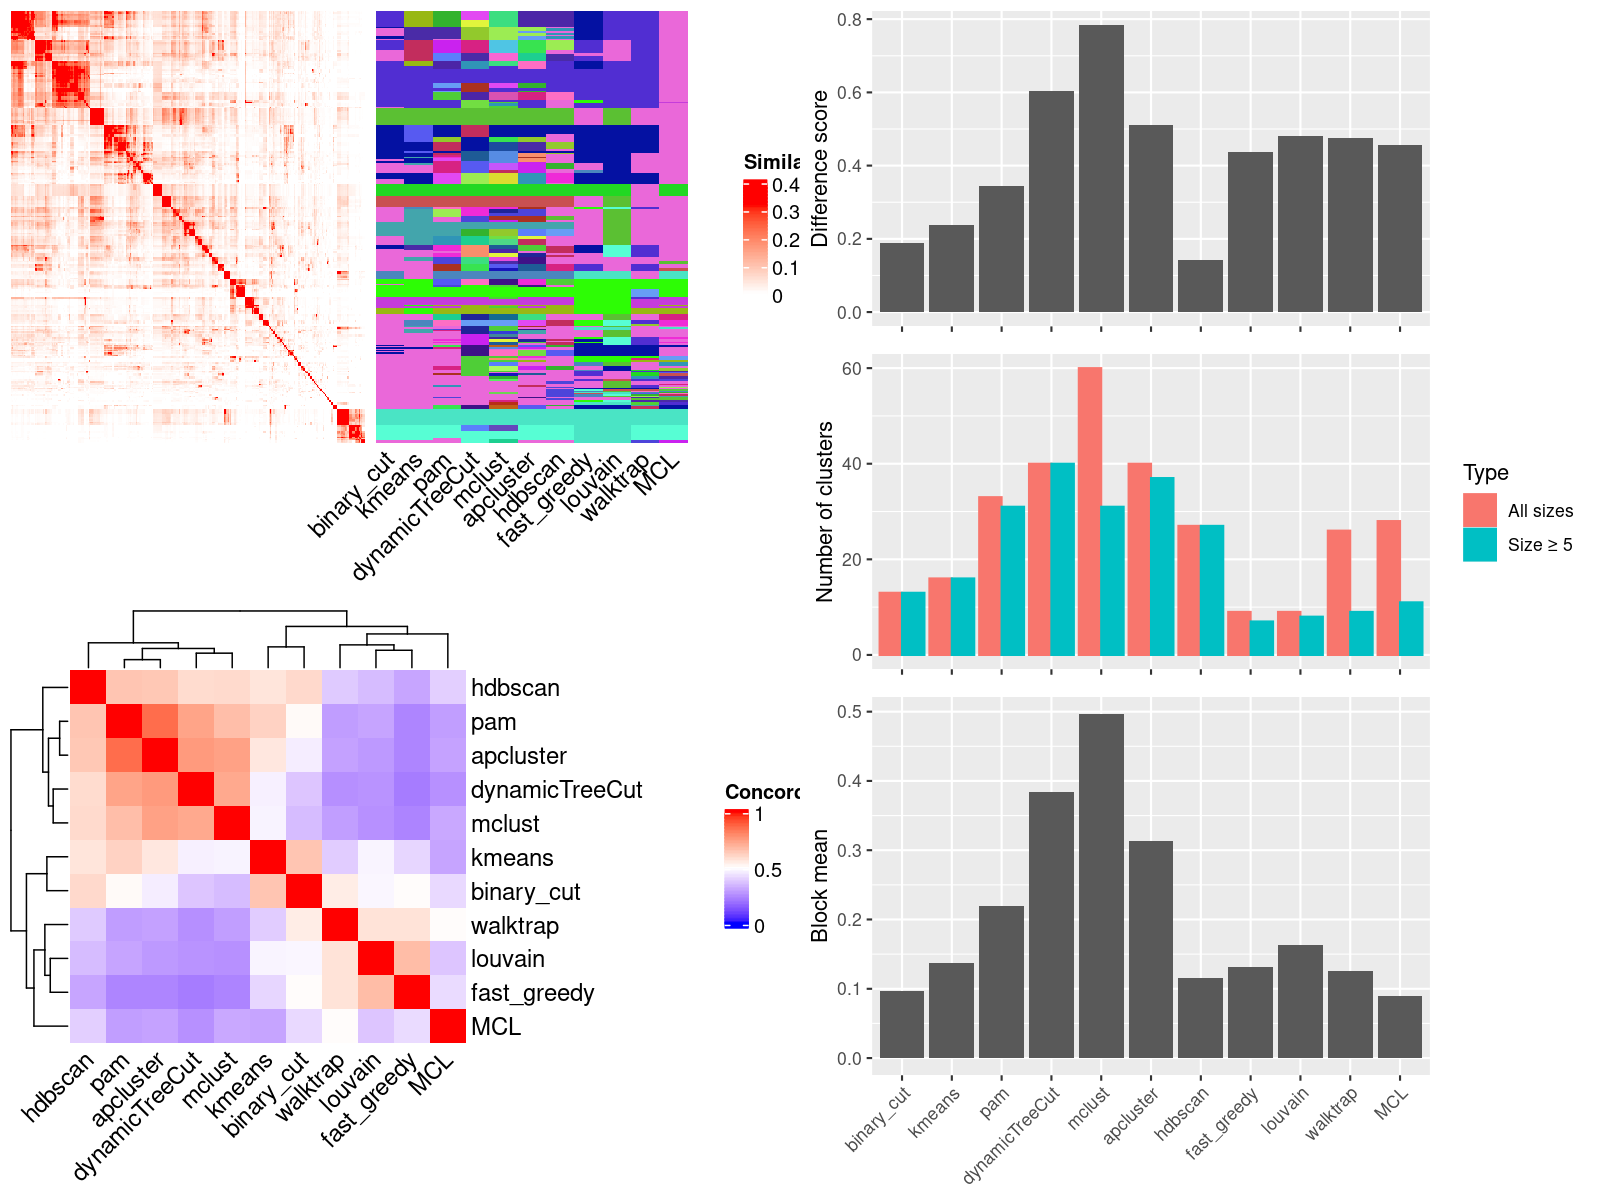 Simila
0.4
0.3
0.2
0.1
0
binary_cut
kmeans
pam
dynamicTreeCut
mclust
apcluster
hdbscan
fast_greedy
louvain
walktrap
MCL
hdbscan
pam
apcluster
dynamicTreeCut
mclust
kmeans
binary_cut
walktrap
louvain
fast_greedy
MCL
hdbscan
pam
apcluster
dynamicTreeCut
mclust
kmeans
binary_cut
walktrap
louvain
fast_greedy
MCL
Concord
1
0.5
0
Difference score
0.8
0.6
0.4
0.2
0.0
Number of clusters
60
40
20
0
Type
All sizes
Size ≥ 5
Block mean
0.5
0.4
0.3
0.2
0.1
0.0
binary_cut
kmeans
pam
dynamicTreeCut
mclust
apcluster
hdbscan
fast_greedy
louvain
walktrap
MCL